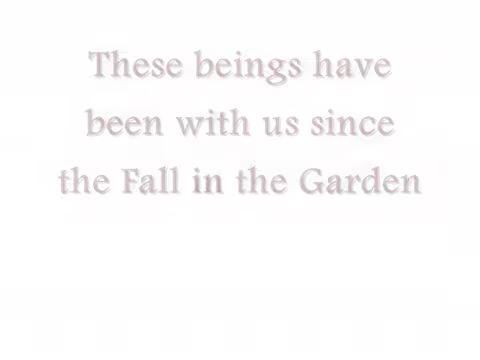 These beings have
been with us since
the Fall in the Garden